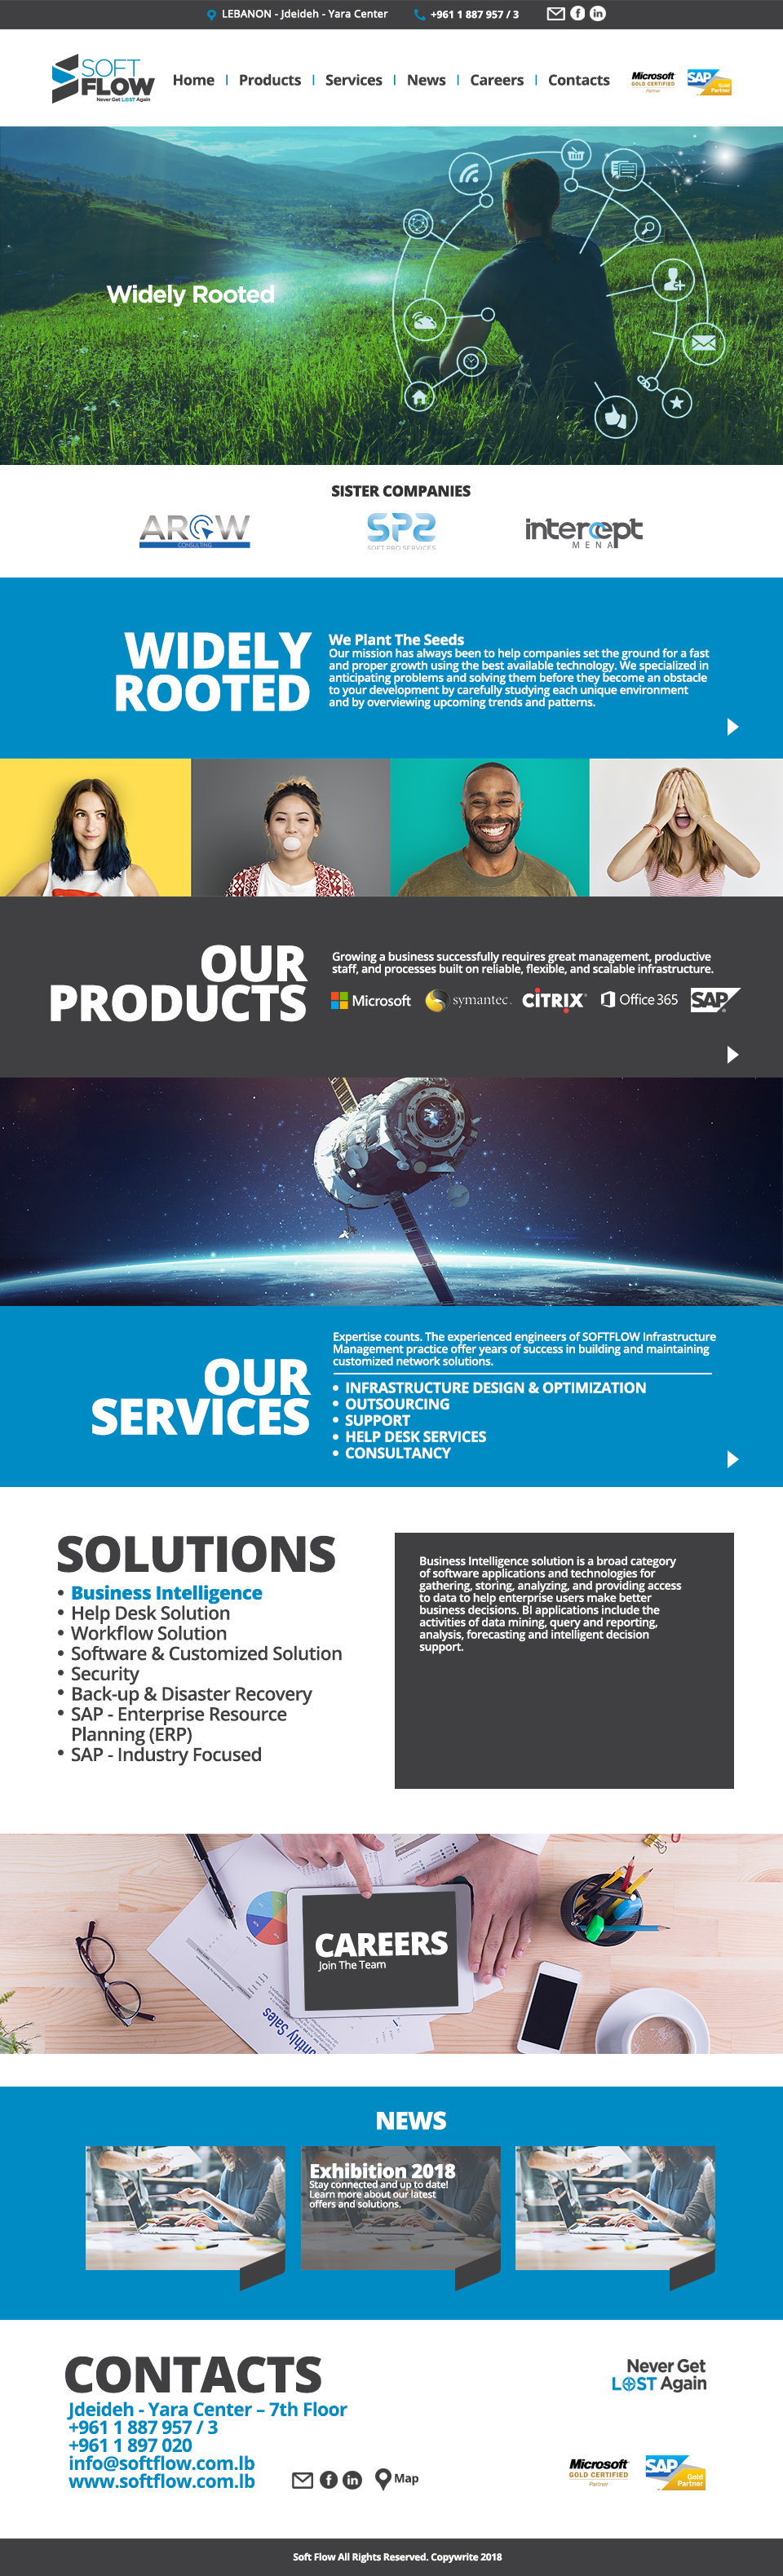 LEBANON - Jdeideh - Yara Center
+961 1 887 957 / 3
SOFT
FLOW
Never Get LOST Again
Home | Products | Services | News | Careers | Contacts
Microsoft
GOLD CERTIFIED
Partner
SAP
Gold
Partner
Widely Rooted
SISTER COMPANIES
AROW
CONSULTING
SPS
SOFT PRO SERVICES
intercept
MENA
WIDELY
ROOTED
We Plant The Seeds
Our mission has always been to help companies set the ground for a fast
and proper growth using the best available technology. We specialized in
anticipating problems and solving them before they become an obstacle
to your development by carefully studying each unique environment
and by overviewing upcoming trends and patterns.
OUR
PRODUCTS
Growing a business successfully requires great management, productive
staff, and processes built on reliable, flexible, and scalable infrastructure.
Microsoft
symantec.
CITRIX®
Office 365
SAP
OUR
SERVICES
Expertise counts. The experienced engineers of SOFTFLOW Infrastructure
Management practice offer years of success in building and maintaining
customized network solutions.
• INFRASTRUCTURE DESIGN & OPTIMIZATION
• OUTSOURCING
• SUPPORT
• HELP DESK SERVICES
• CONSULTANCY
SOLUTIONS
• Business Intelligence
• Help Desk Solution
• Workflow Solution
• Software & Customized Solution
• Security
• Back-up & Disaster Recovery
• SAP - Enterprise Resource
Planning (ERP)
• SAP - Industry Focused
Business Intelligence solution is a broad category
of software applications and technologies for
gathering, storing, analyzing, and providing access
to data to help enterprise users make better
business decisions. BI applications include the
activities of data mining, query and reporting,
analysis, forecasting and intelligent decision
support.
CAREERS
Join The Team
nthly Sales
NEWS
Exhibition 2018
Stay connected and up to date!
Learn more about our latest
offers and solutions.
CONTACTS
Jdeideh - Yara Center – 7th Floor
+961 1 887 957 / 3
+961 1 897 020
info@softflow.com.lb
www.softflow.com.lb
Map
Never Get
LOST Again
Microsoft
GOLD CERTIFIED
Partner
SAP
Gold
Partner
Soft Flow All Rights Reserved. Copywrite 2018